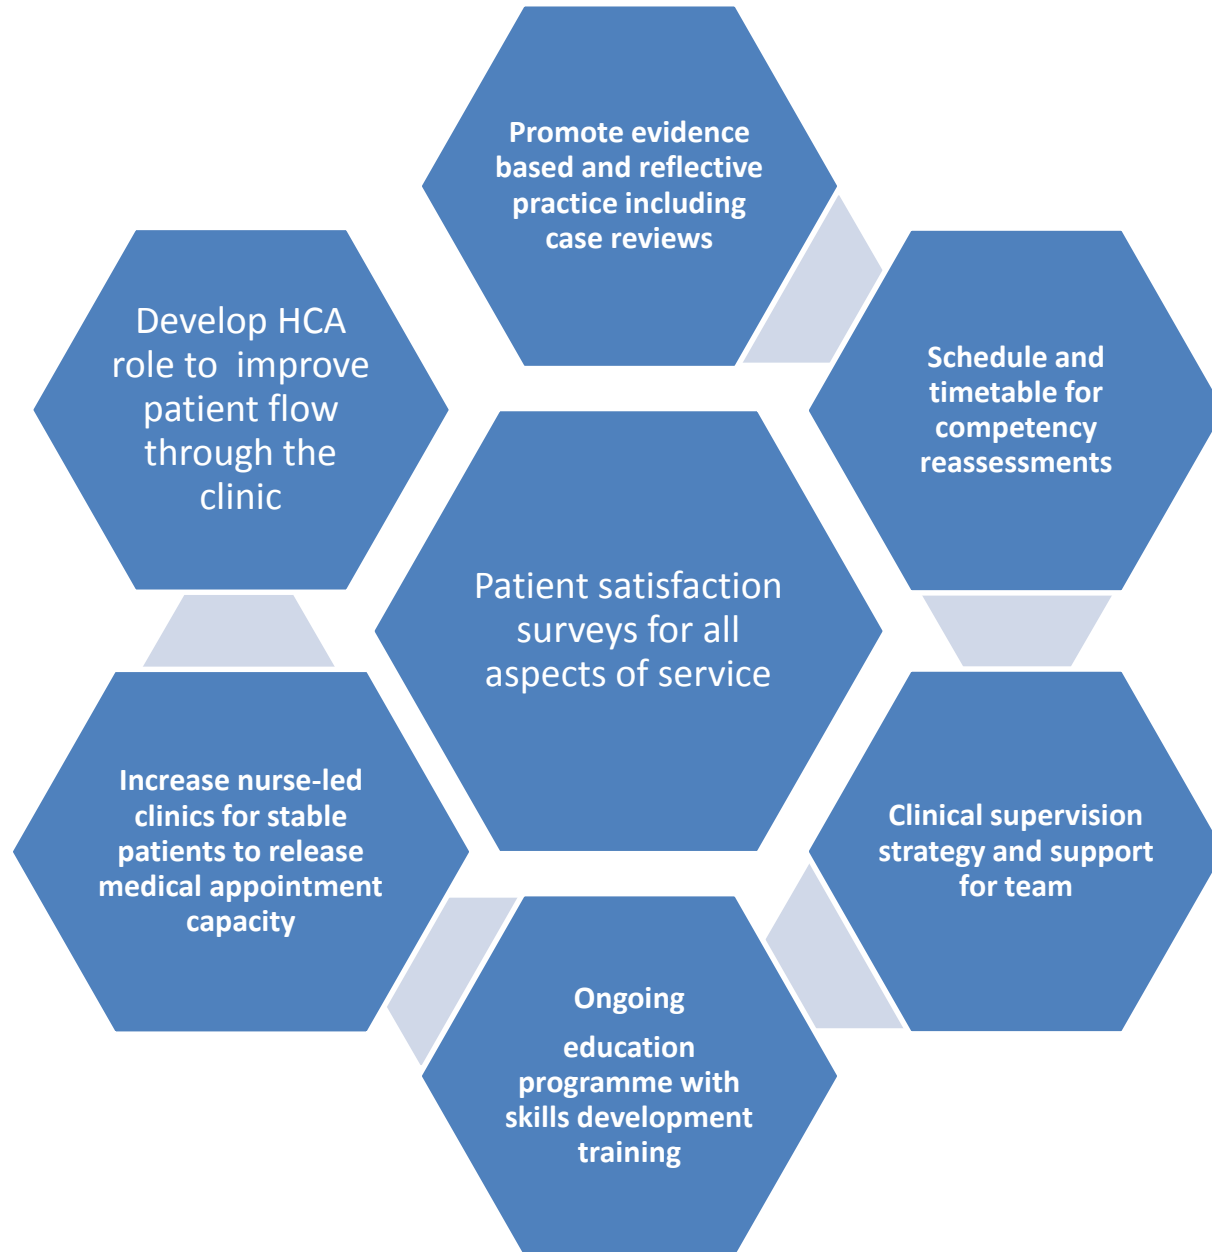 Promote evidence
based and reflective
practice including
case reviews
Schedule and
timetable for
competency
reassessments
Clinical supervision
strategy and support
for team
Ongoing
education
programme with
skills development
training
Increase nurse-led
clinics for stable
patients to release
medical appointment
capacity
Develop HCA
role to  improve
patient flow
through the
clinic
Patient satisfaction
surveys for all
aspects of service